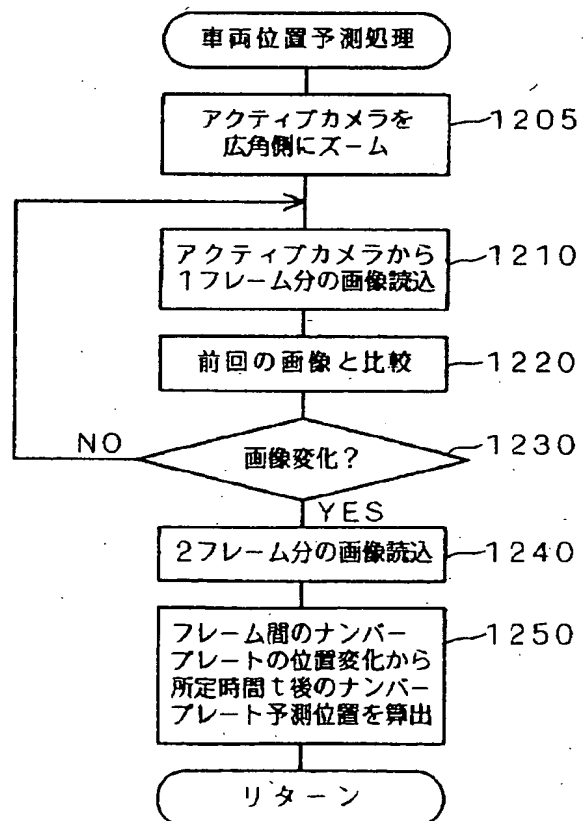 車両位置予測処理
アクティブカメラを
広角側にズーム
1205
アクティブカメラから
1フレーム分の画像読込
1210
前回の画像と比較
1220
画像変化?
1230
NO
YES
2フレーム分の画像読込
1240
フレーム間のナンバー
プレートの位置変化から
所定時間t後のナンバー
プレート予測位置を算出
1250
リターン